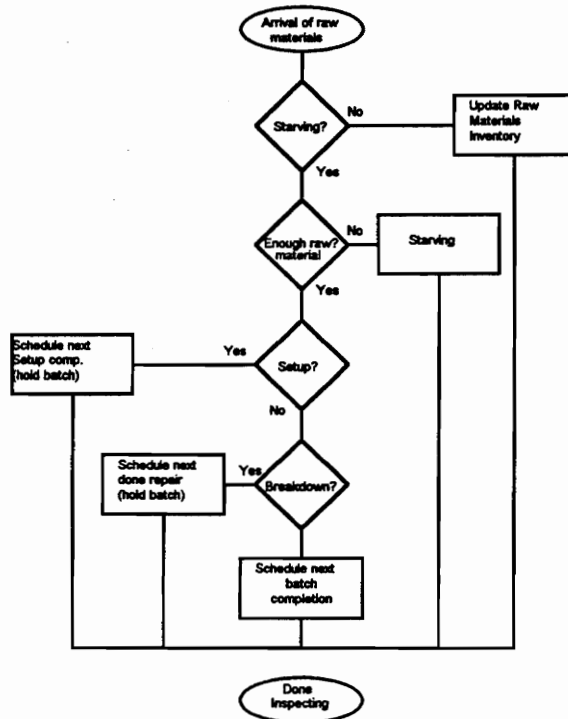 Arrival of raw
materials
No
Starving?
Update Raw
Materials
Inventory
Yes
No
Enough raw?
material
Starving
Yes
Schedule next
Setup comp.
(hold batch)
Yes
Setup?
No
Schedule next
done repair
(hold batch)
Yes
Breakdown?
Schedule next
batch
completion
Done
Inspecting